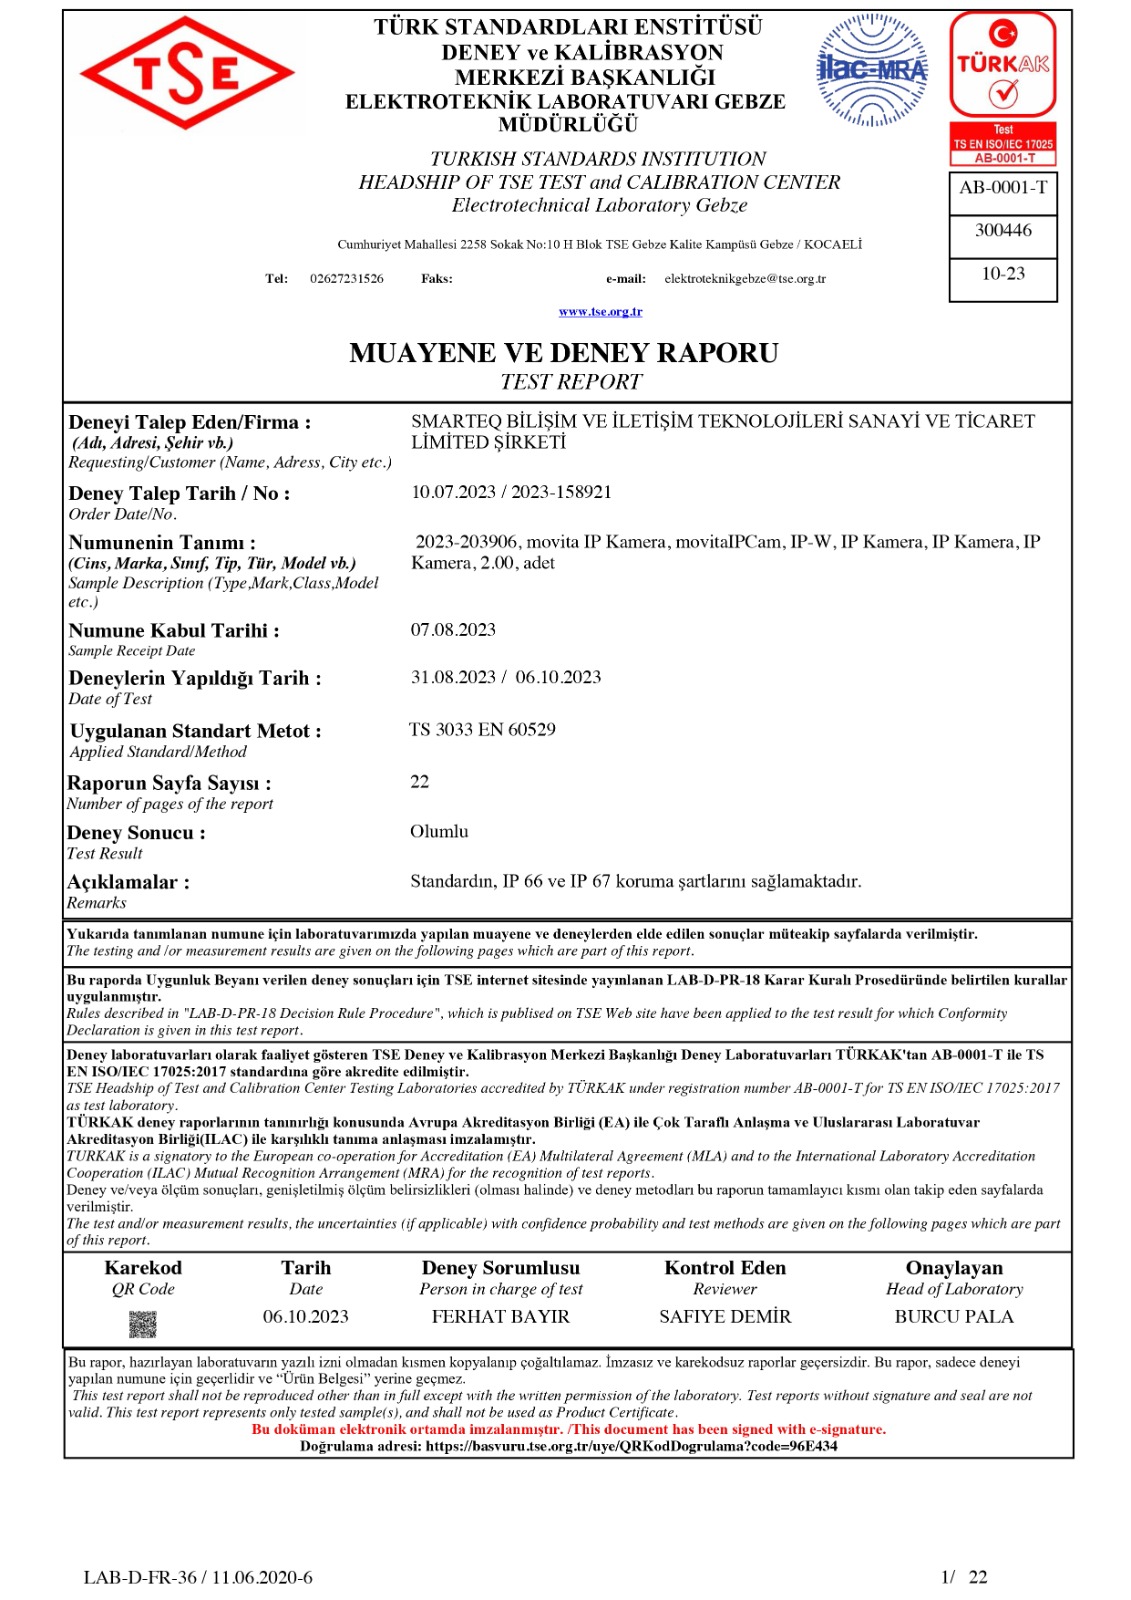 TSE
TÜRK STANDARDLARI ENSTİTÜSÜ
DENEY ve KALİBRASYON
MERKEZİ BAŞKANLIĞI
ELEKTROTEKNİK LABORATUVARI GEBZE
MÜDÜRLÜĞÜ
TURKISH STANDARDS INSTITUTION
HEADSHIP OF TSE TEST and CALIBRATION CENTER
Electrotechnical Laboratory Gebze
ilac-MRA
TÜRKAK
Test
TS EN ISO/IEC 17025
AB-0001-T
AB-0001-T
300446
10-23
Cumhuriyet Mahallesi 2258 Sokak No:10 H Blok TSE Gebze Kalite Kampüsü Gebze / KOCAELİ
Tel: 02627231526 Faks: e-mail: elektroteknikgebze@tse.org.tr
www.tse.org.tr
MUAYENE VE DENEY RAPORU
TEST REPORT
Deneyi Talep Eden/Firma : SMARTEQ BİLİŞİM VE İLETİŞİM TEKNOLOJİLERİ SANAYİ VE TİCARET
(Adı, Adresi, Şehir vb.) LİMİTED ŞİRKETİ
Requesting/Customer (Name, Adress, City etc.)
Deney Talep Tarih / No : 10.07.2023 / 2023-158921
Order Date/No.
Numunenin Tanımı : 2023-203906, movita IP Kamera, movitaIPCam, IP-W, IP Kamera, IP Kamera, IP
(Cins, Marka, Sınıf, Tip, Tür, Model vb.) Kamera, 2.00, adet
Sample Description (Type,Mark,Class,Model
etc.)
Numune Kabul Tarihi : 07.08.2023
Sample Receipt Date
Deneylerin Yapıldığı Tarih : 31.08.2023 / 06.10.2023
Date of Test
Uygulanan Standart Metot : TS 3033 EN 60529
Applied Standard/Method
Raporun Sayfa Sayısı : 22
Number of pages of the report
Deney Sonucu : Olumlu
Test Result
Açıklamalar : Standardın, IP 66 ve IP 67 koruma şartlarını sağlamaktadır.
Remarks
Yukarıda tanımlanan numune için laboratuvarımızda yapılan muayene ve deneylerden elde edilen sonuçlar müteakip sayfalarda verilmiştir.
The testing and /or measurement results are given on the following pages which are part of this report.
Bu raporda Uygunluk Beyanı verilen deney sonuçları için TSE internet sitesinde yayınlanan LAB-D-PR-18 Karar Kuralı Prosedüründe belirtilen kurallar
uygulanmıştır.
Rules described in "LAB-D-PR-18 Decision Rule Procedure", which is publised on TSE Web site have been applied to the test result for which Conformity
Declaration is given in this test report.
Deney laboratuvarları olarak faaliyet gösteren TSE Deney ve Kalibrasyon Merkezi Başkanlığı Deney Laboratuvarları TÜRKAK'tan AB-0001-T ile TS
EN ISO/IEC 17025:2017 standardına göre akredite edilmiştir.
TSE Headship of Test and Calibration Center Testing Laboratories accredited by TÜRKAK under registration number AB-0001-T for TS EN ISO/IEC 17025:2017
as test laboratory.
TÜRKAK deney raporlarının tanınırlığı konusunda Avrupa Akreditasyon Birliği (EA) ile Çok Taraflı Anlaşma ve Uluslararası Laboratuvar
Akreditasyon Birliği(ILAC) ile karşılıklı tanıma anlaşması imzalamıştır.
TURKAK is a signatory to the European co-operation for Accreditation (EA) Multilateral Agreement (MLA) and to the International Laboratory Accreditation
Cooperation (ILAC) Mutual Recognition Arrangement (MRA) for the recognition of test reports.
Deney ve/veya ölçüm sonuçları, genişletilmiş ölçüm belirsizlikleri (olması halinde) ve deney metodları bu raporun tamamlayıcı kısmı olan takip eden sayfalarda
verilmiştir.
The test and/or measurement results, the uncertainties (if applicable) with confidence probability and test methods are given on the following pages which are part
of this report.
Karekod Tarih Deney Sorumlusu Kontrol Eden Onaylayan
QR Code Date Person in charge of test Reviewer Head of Laboratory
06.10.2023 FERHAT BAYIR SAFIYE DEMİR BURCU PALA
Bu rapor, hazırlayan laboratuvarın yazılı izni olmadan kısmen kopyalanıp çoğaltılamaz. İmzasız ve karekodsuz raporlar geçersizdir. Bu rapor, sadece deneyi
yapılan numune için geçerlidir ve “Ürün Belgesi” yerine geçmez.
This test report shall not be reproduced other than in full except with the written permission of the laboratory. Test reports without signature and seal are not
valid. This test report represents only tested sample(s), and shall not be used as Product Certificate.
Bu doküman elektronik ortamda imzalanmıştır. /This document has been signed with e-signature.
Doğrulama adresi: https://basvuru.tse.org.tr/uye/QRKodDogrulama?code=96E434
LAB-D-FR-36 / 11.06.2020-6 1/ 22